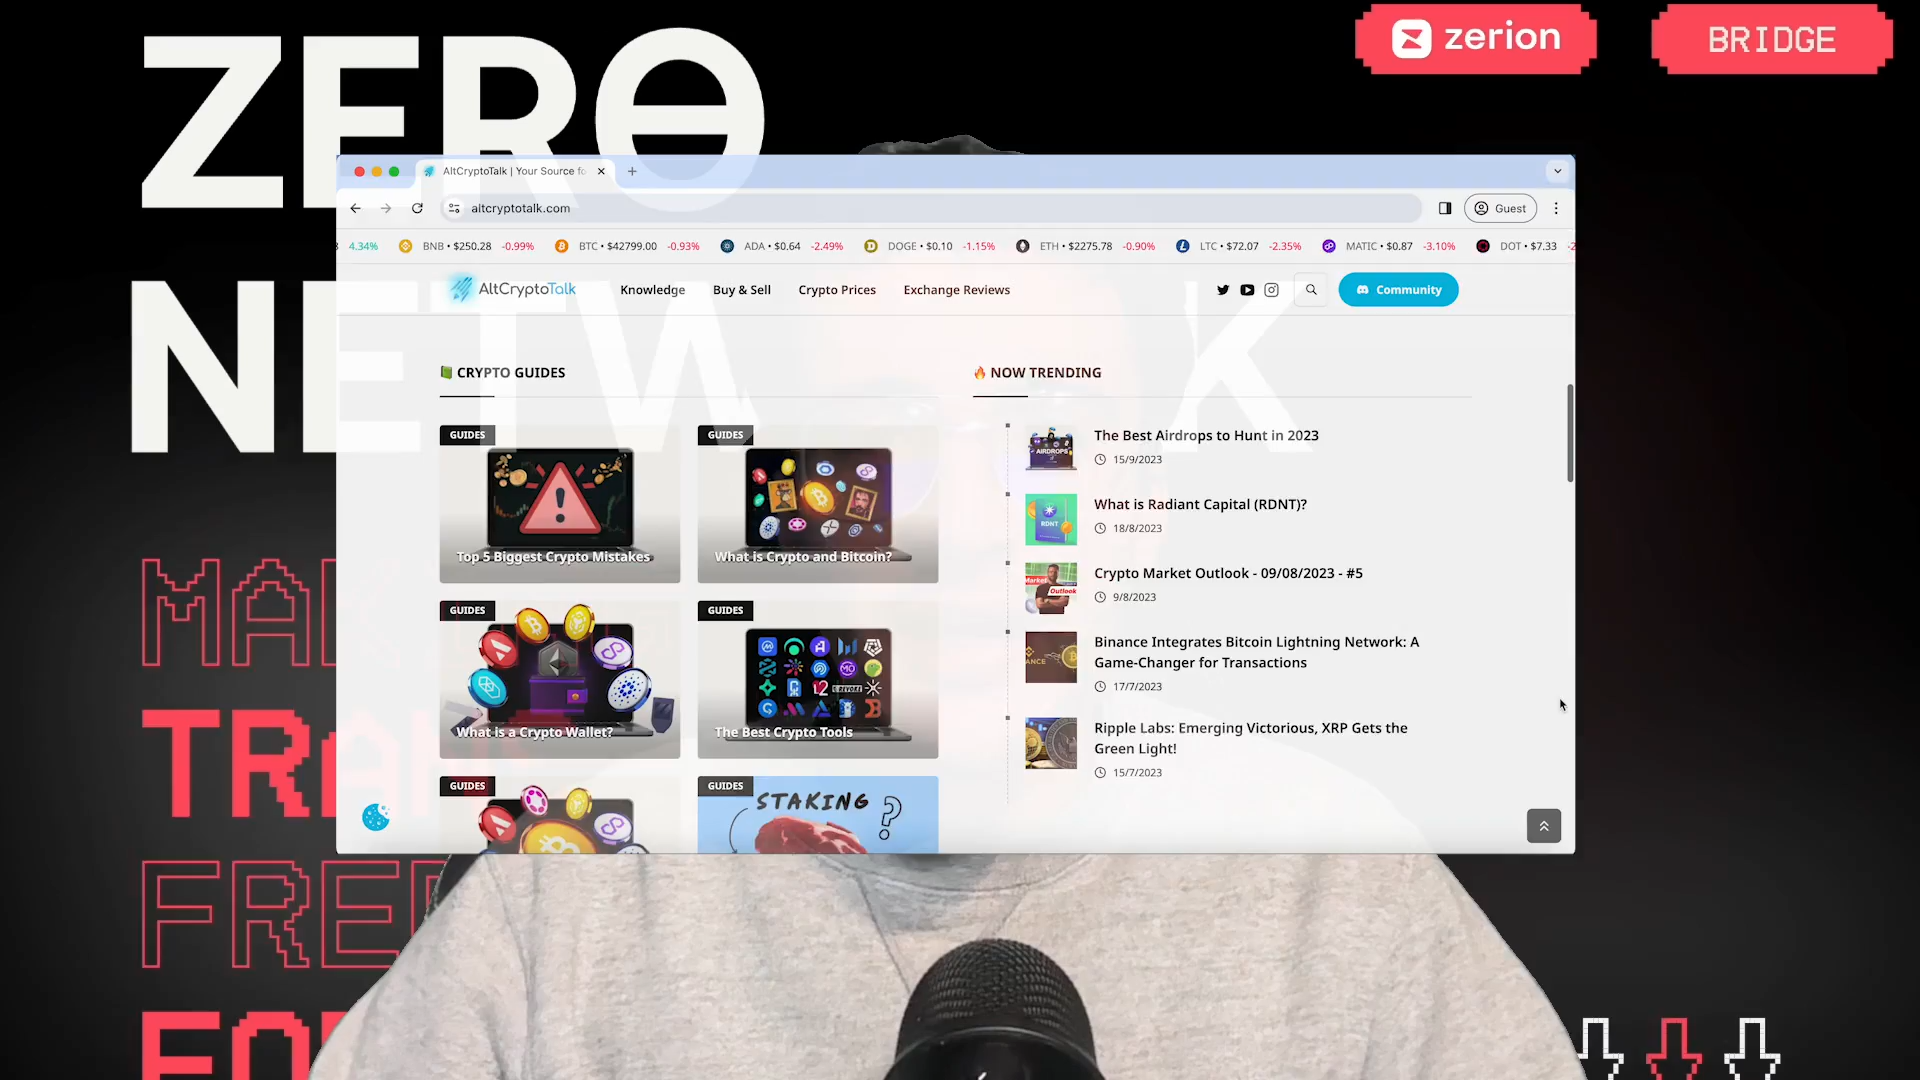 ZERO
zerion
BRIDGE
AltCryptoTalk | Your Source fo
altcryptotalk.com
Guest
4.34%
BNB • $250.28 -0.99%
BTC • $42799.00 -0.93%
ADA • $0.64 -2.49%
DOGE • $0.10 -1.15%
ETH • $2275.78 -0.90%
LTC • $72.07 -2.35%
MATIC • $0.87 -3.10%
DOT • $7.33
AltCryptoTalk
Knowledge
Buy & Sell
Crypto Prices
Exchange Reviews
Community
NETW K
CRYPTO GUIDES
GUIDES
Top 5 Biggest Crypto Mistakes
GUIDES
What is Crypto and Bitcoin?
GUIDES
What is a Crypto Wallet?
GUIDES
The Best Crypto Tools
GUIDES
GUIDES
STAKING ?
NOW TRENDING
AIRDROPS
The Best Airdrops to Hunt in 2023
15/9/2023
RDNT
What is Radiant Capital (RDNT)?
18/8/2023
Market
Outlook
Crypto Market Outlook - 09/08/2023 - #5
9/8/2023
Binance Integrates Bitcoin Lightning Network: A
Game-Changer for Transactions
17/7/2023
Ripple Labs: Emerging Victorious, XRP Gets the
Green Light!
15/7/2023